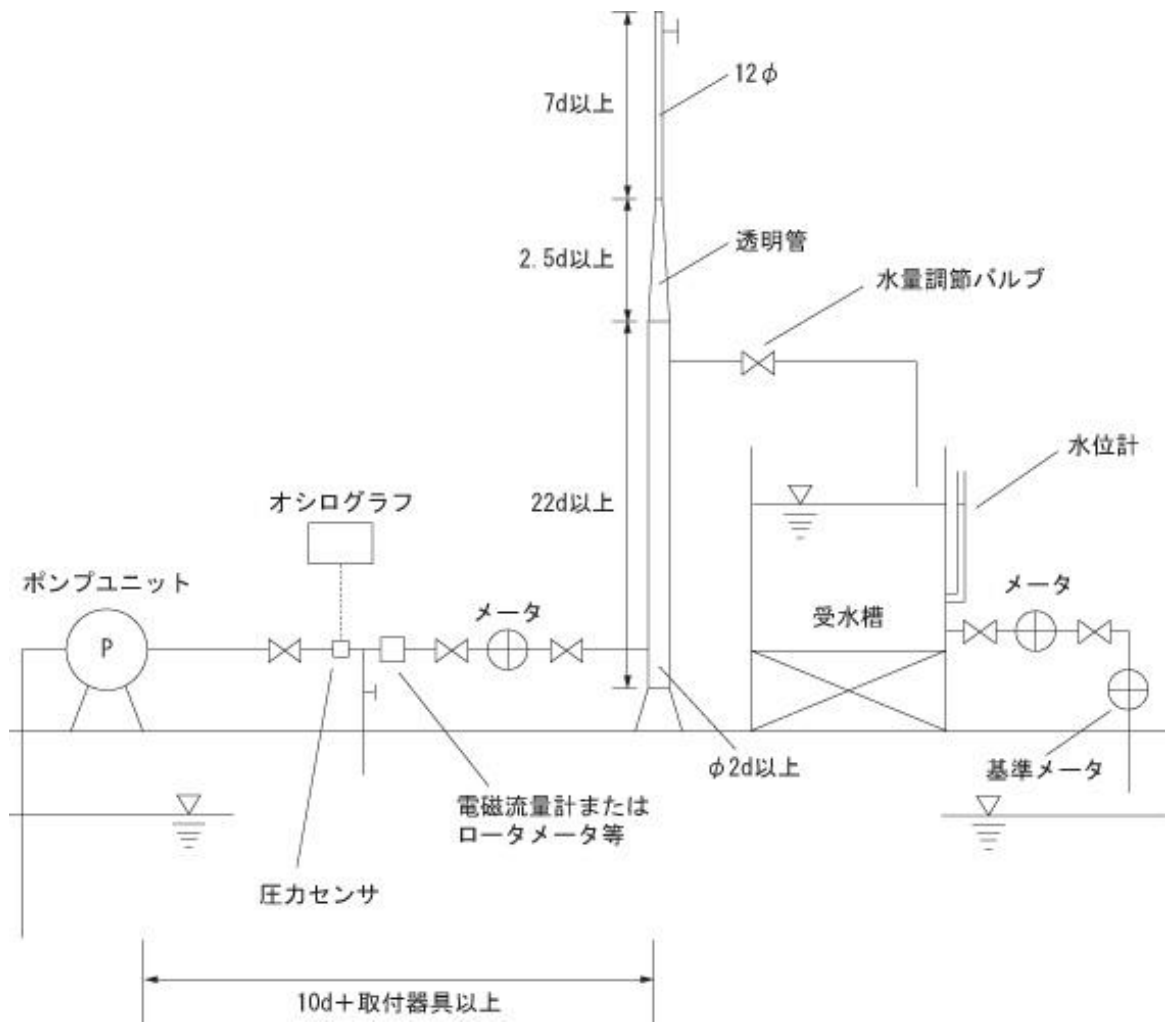 7d以上
12φ
2.5d以上
透明管
水量調節バルブ
水位計
22d以上
オシログラフ
ポンプユニット
メータ
メータ
受水槽
P
φ2d以上
基準メータ
電磁流量計または
ロータメータ等
圧力センサ
10d+取付器具以上